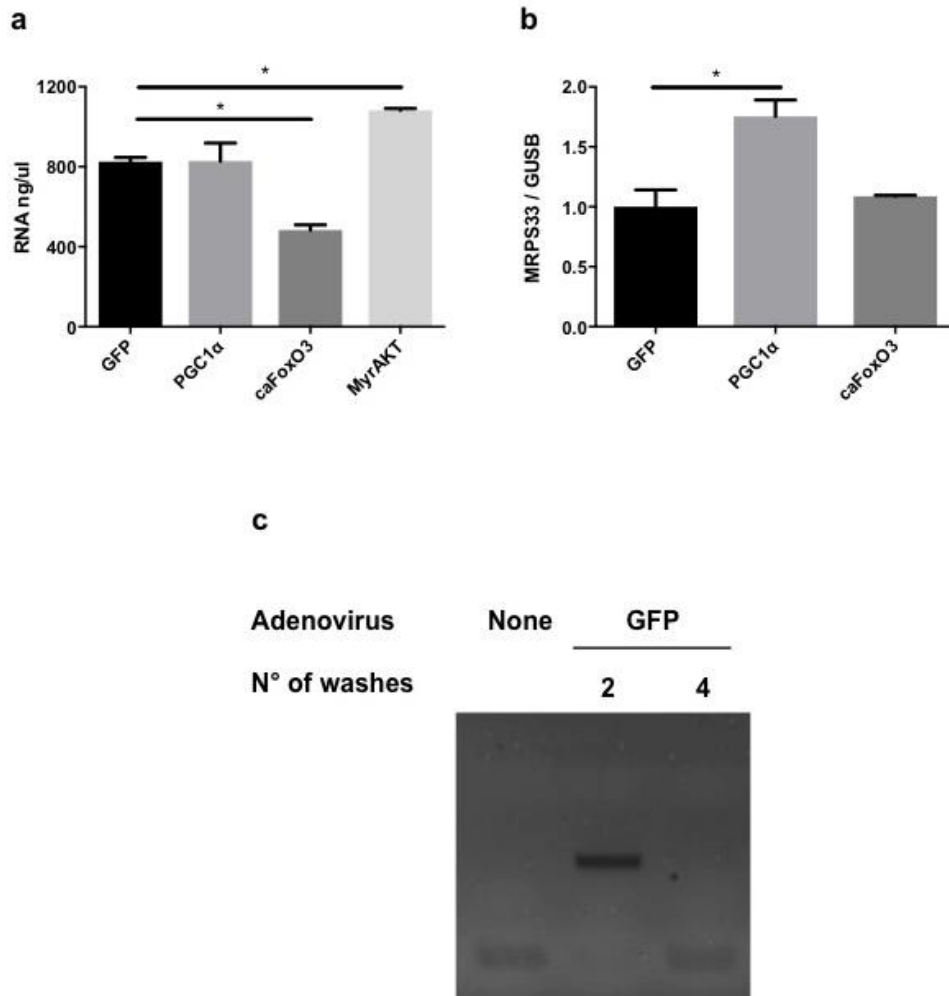 a
*
*
1200
800
400
0
RNA ng/ul
GFP
PGC1α
caFoxO3
MyrAKT
b
*
2.0
1.5
1.0
0.5
0.0
MRPS33 / GUSB
GFP
PGC1α
caFoxO3
c
Adenovirus None GFP
N° of washes 2 4